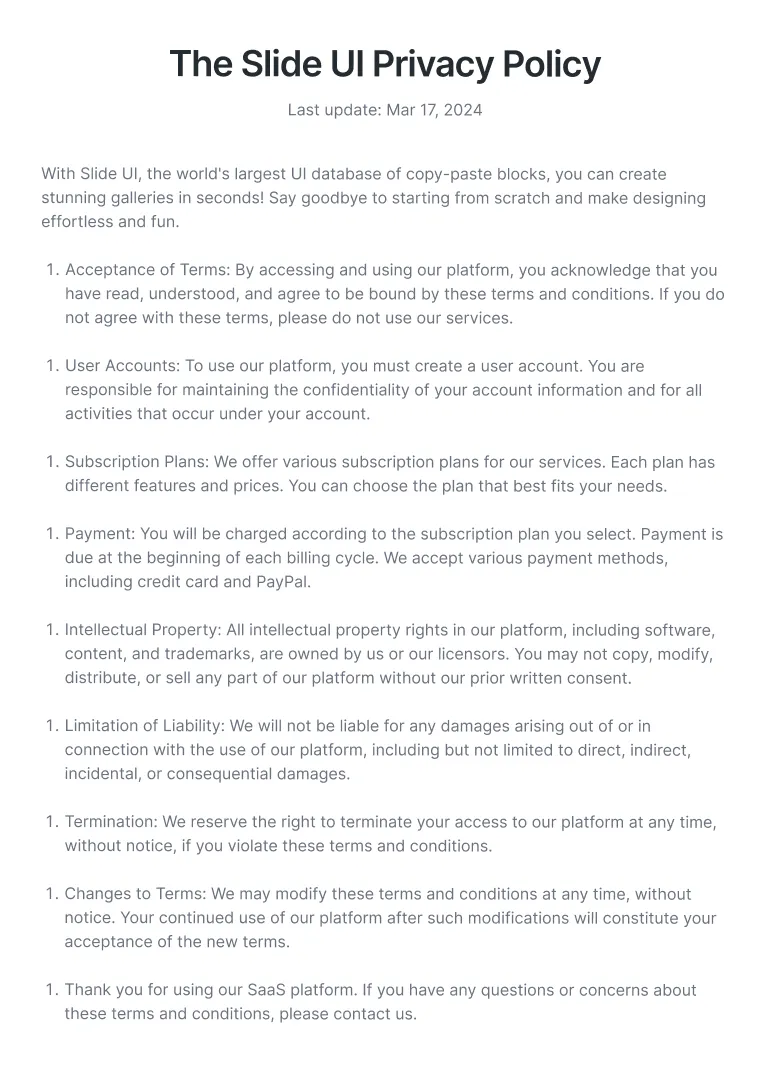 The Slide UI Privacy Policy
Last update: Mar 17, 2024
With Slide UI, the world's largest UI database of copy-paste blocks, you can create
stunning galleries in seconds! Say goodbye to starting from scratch and make designing
effortless and fun.
1. Acceptance of Terms: By accessing and using our platform, you acknowledge that you
have read, understood, and agree to be bound by these terms and conditions. If you do
not agree with these terms, please do not use our services.
1. User Accounts: To use our platform, you must create a user account. You are
responsible for maintaining the confidentiality of your account information and for all
activities that occur under your account.
1. Subscription Plans: We offer various subscription plans for our services. Each plan has
different features and prices. You can choose the plan that best fits your needs.
1. Payment: You will be charged according to the subscription plan you select. Payment is
due at the beginning of each billing cycle. We accept various payment methods,
including credit card and PayPal.
1. Intellectual Property: All intellectual property rights in our platform, including software,
content, and trademarks, are owned by us or our licensors. You may not copy, modify,
distribute, or sell any part of our platform without our prior written consent.
1. Limitation of Liability: We will not be liable for any damages arising out of or in
connection with the use of our platform, including but not limited to direct, indirect,
incidental, or consequential damages.
1. Termination: We reserve the right to terminate your access to our platform at any time,
without notice, if you violate these terms and conditions.
1. Changes to Terms: We may modify these terms and conditions at any time, without
notice. Your continued use of our platform after such modifications will constitute your
acceptance of the new terms.
1. Thank you for using our SaaS platform. If you have any questions or concerns about
these terms and conditions, please contact us.